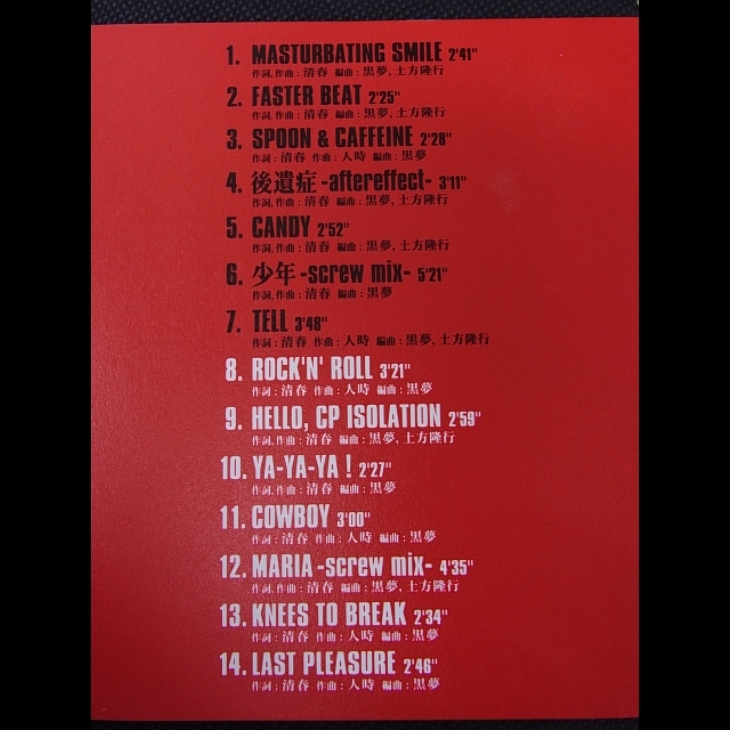 1. MASTURBATING SMILE 2'41"
作詞,作曲:清春 編曲:黒夢,土方隆行
2. FASTER BEAT 2'25"
作詞,作曲:清春 編曲:黒夢,土方隆行
3. SPOON & CAFFEINE 2'28"
作詞:清春 作曲:人時 編曲:黒夢
4. 後遺症-aftereffect- 3'11"
作詞,作曲:清春 編曲:黒夢,土方隆行
5. CANDY 2'52"
作詞,作曲:清春 編曲:黒夢,土方隆行
6. 少年-screw mix- 5'21"
作詞,作曲:清春 編曲:黒夢
7. TELL 3'48"
作詞:清春 作曲:人時 編曲:黒夢,土方隆行
8. ROCK'N' ROLL 3'21"
作詞:清春 作曲:人時 編曲:黒夢
9. HELLO, CP ISOLATION 2'59"
作詞,作曲:清春 編曲:黒夢,土方隆行
10. YA-YA-YA ! 2'27"
作詞,作曲:清春 編曲:黒夢
11. COWBOY 3'00"
作詞:清春 作曲:人時 編曲:黒夢
12. MARIA -screw mix- 4'35"
作詞,作曲:清春 編曲:黒夢,土方隆行
13. KNEES TO BREAK 2'34"
作詞:清春 作曲:人時 編曲:黒夢
14. LAST PLEASURE 2'46"
作詞:清春 作曲:人時 編曲:黒夢